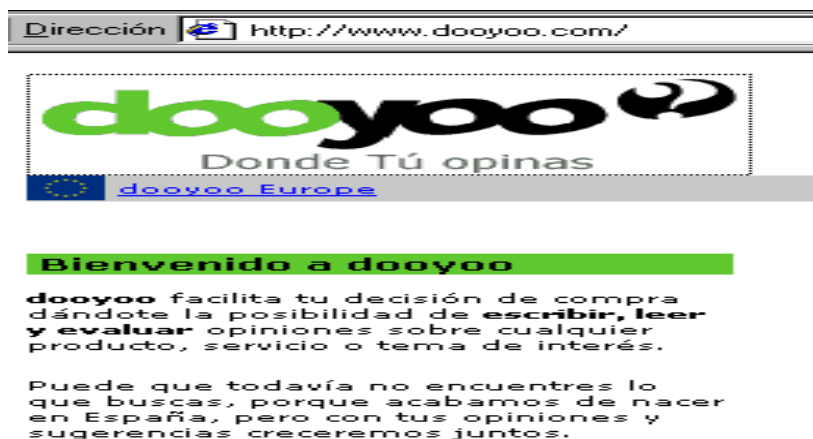 Dirección http://www.dooyoo.com/
dooyoo
Donde Tú opinas
dooyoo Europe
Bienvenido a dooyoo
dooyoo facilita tu decisión de compra
dándote la posibilidad de escribir, leer
y evaluar opiniones sobre cualquier
producto, servicio o tema de interés.
Puede que todavía no encuentres lo
que buscas, porque acabamos de nacer
en España, pero con tus opiniones y
sugerencias creceremos juntos.